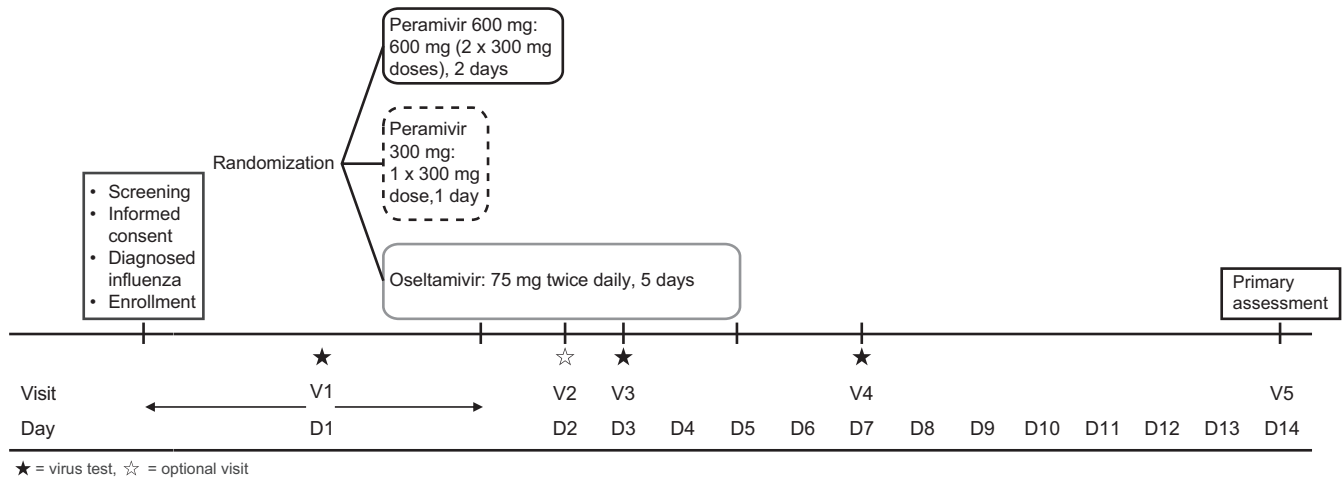 Peramivir 600 mg:
600 mg (2 x 300 mg
doses), 2 days
Randomization
Peramivir
300 mg:
1 x 300 mg
dose,1 day
• Screening
• Informed
consent
• Diagnosed
influenza
• Enrollment
Oseltamivir: 75 mg twice daily, 5 days
Primary
assessment
★ ☆ ★ ★
Visit V1 V2 V3 V4 V5
Day D1 D2 D3 D4 D5 D6 D7 D8 D9 D10 D11 D12 D13 D14
★ = virus test, ☆ = optional visit